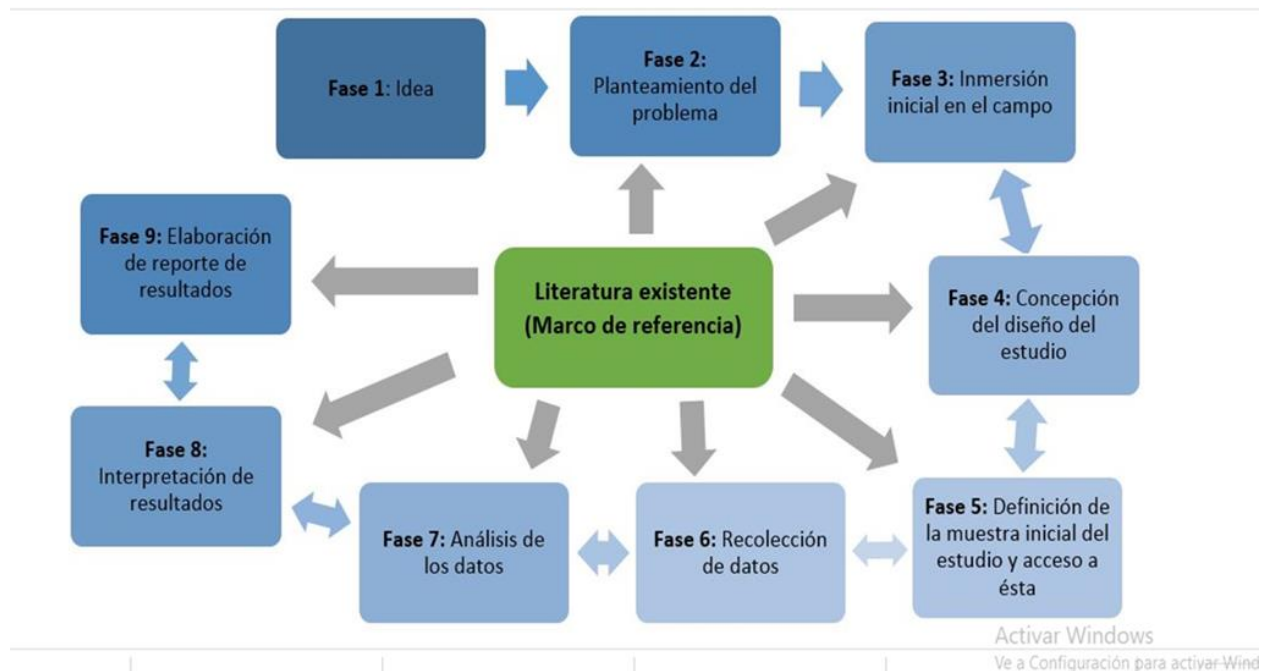 Fase 1: Idea
Fase 2:
Planteamiento del
problema
Fase 3: Inmersión
inicial en el campo
Fase 9: Elaboración
de reporte de
resultados
Literatura existente
(Marco de referencia)
Fase 4: Concepción
del diseño del
estudio
Fase 8:
Interpretación de
resultados
Fase 7: Análisis de
los datos
Fase 6: Recolección
de datos
Fase 5: Definición de
la muestra inicial del
estudio y acceso a
ésta
Activar Windows
Ve a Configuración para activar Wind